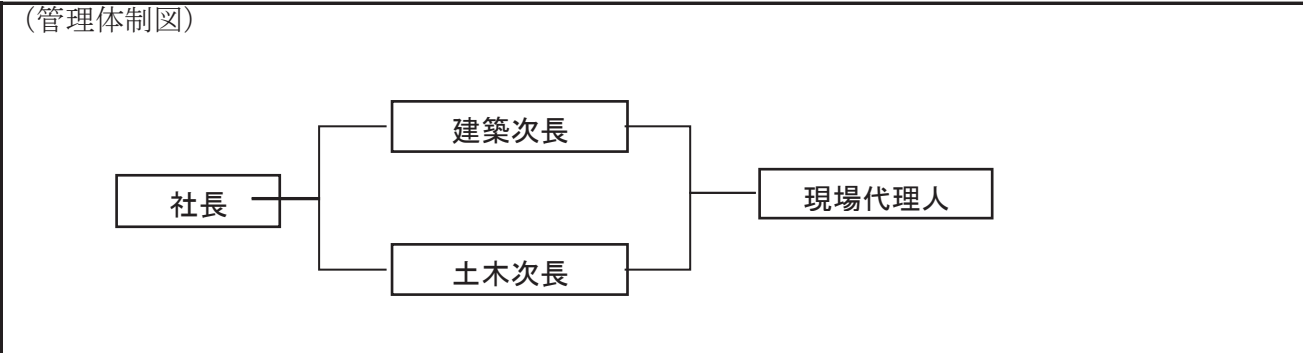 （管理体制図）
建築次長
社長
現場代理人
土木次長